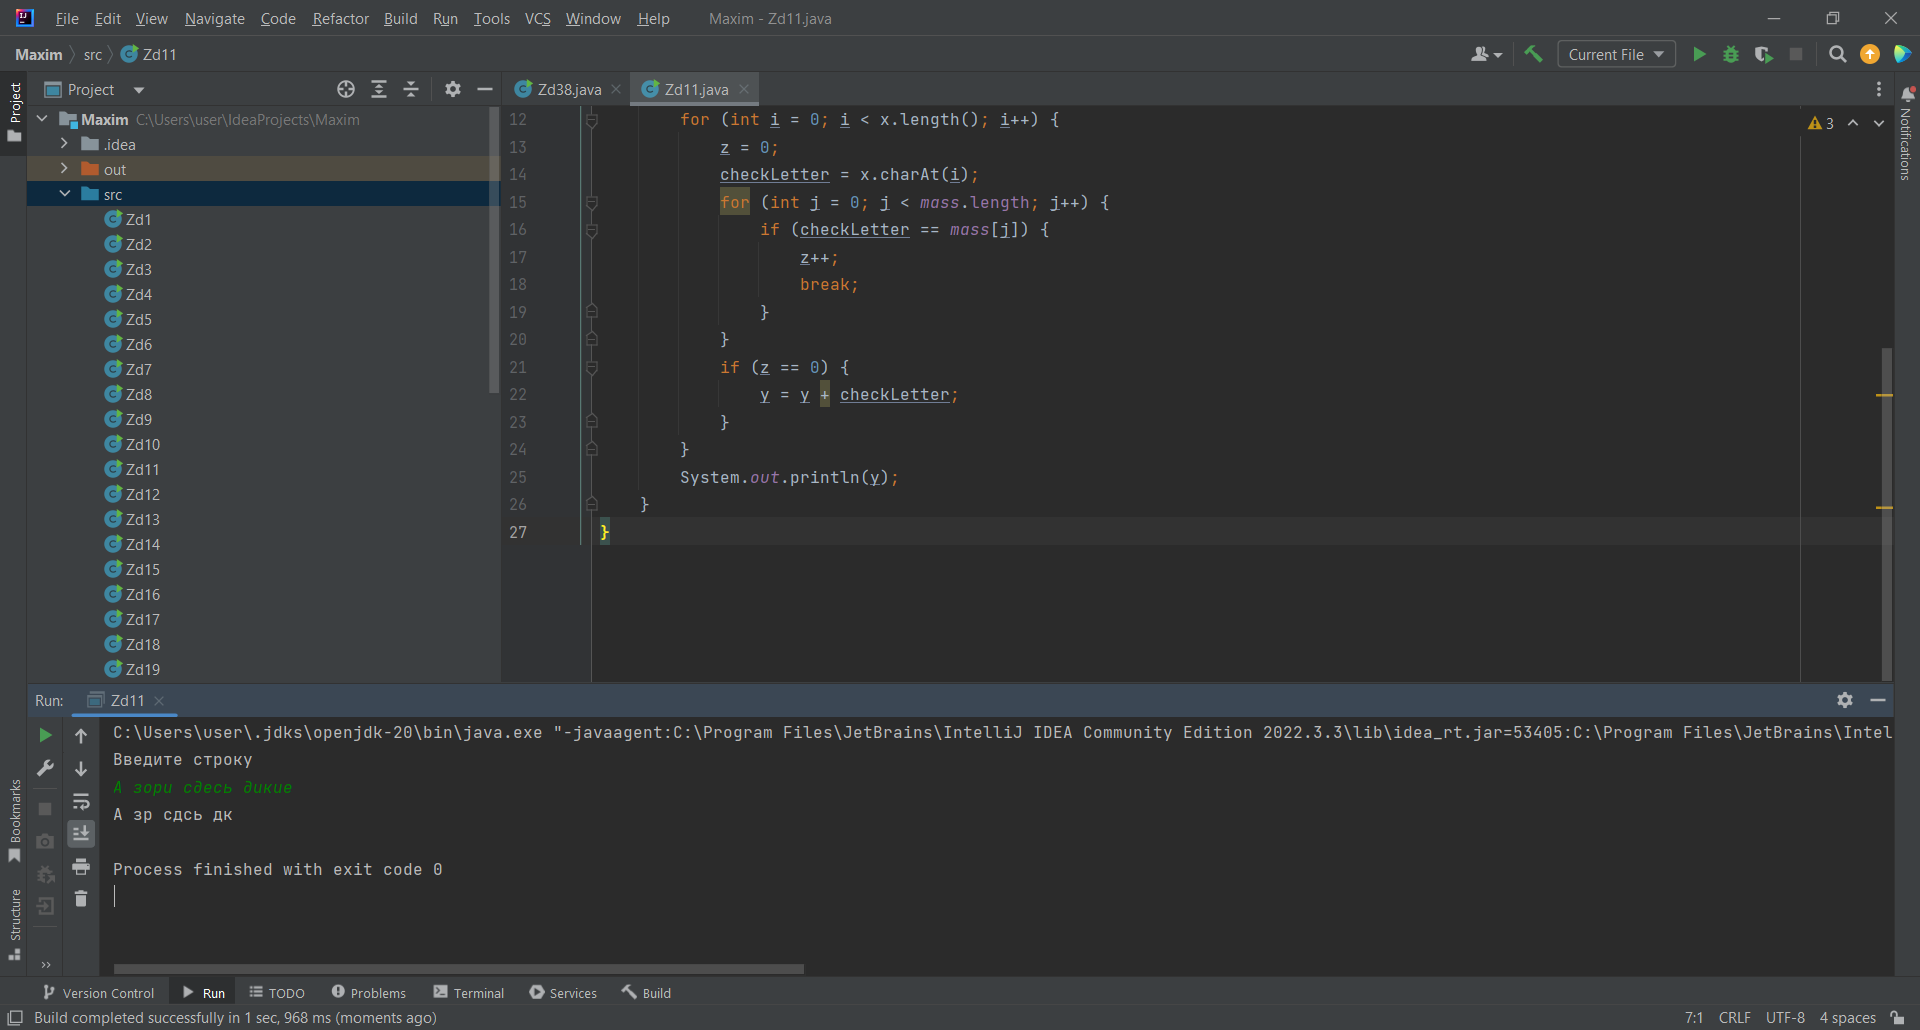 File Edit View Navigate Code Refactor Build Run Tools VCS Window Help Maxim - Zd11.java
Maxim src Zd11 Current File
Project
Project
Zd38.java Zd11.java
Notifications
Maxim C:\Users\user\IdeaProjects\Maxim
.idea
out
src
Zd1
Zd2
Zd3
Zd4
Zd5
Zd6
Zd7
Zd8
Zd9
Zd10
Zd11
Zd12
Zd13
Zd14
Zd15
Zd16
Zd17
Zd18
Zd19
3
12 for (int i = 0; i < x.length(); i++) {
13 z = 0;
14 checkLetter = x.charAt(i);
15 for (int j = 0; j < mass.length; j++) {
16 if (checkLetter == mass[j]) {
17 z++;
18 break;
19 }
20 }
21 if (z == 0) {
22 y = y + checkLetter;
23 }
24 }
25 System.out.println(y);
26 }
27 }
Run: Zd11
C:\Users\user\.jdks\openjdk-20\bin\java.exe "-javaagent:C:\Program Files\JetBrains\IntelliJ IDEA Community Edition 2022.3.3\lib\idea_rt.jar=53405:C:\Program Files\JetBrains\Intel
Введите строку
А зори сдесь дикие
А зр сдсь дк
Process finished with exit code 0
Bookmarks
Structure
Version Control Run TODO Problems Terminal Services Build
Build completed successfully in 1 sec, 968 ms (moments ago) 7:1 CRLF UTF-8 4 spaces